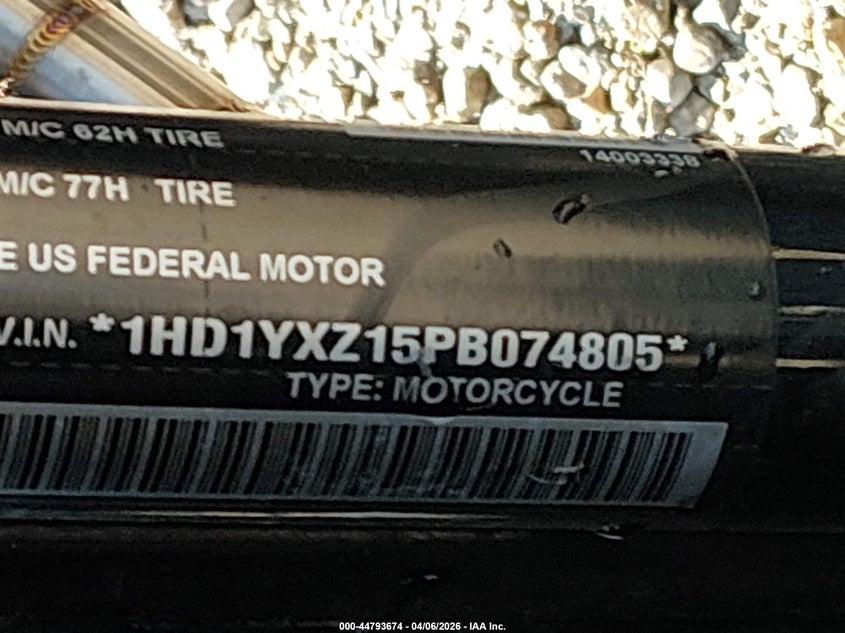 M/C 62H TIRE
14003338
M/C 77H TIRE
E US FEDERAL MOTOR
V.I.N. *1HD1YXZ15PB074805*
TYPE: MOTORCYCLE
000-44793674 - 04/06/2026 - IAA Inc.